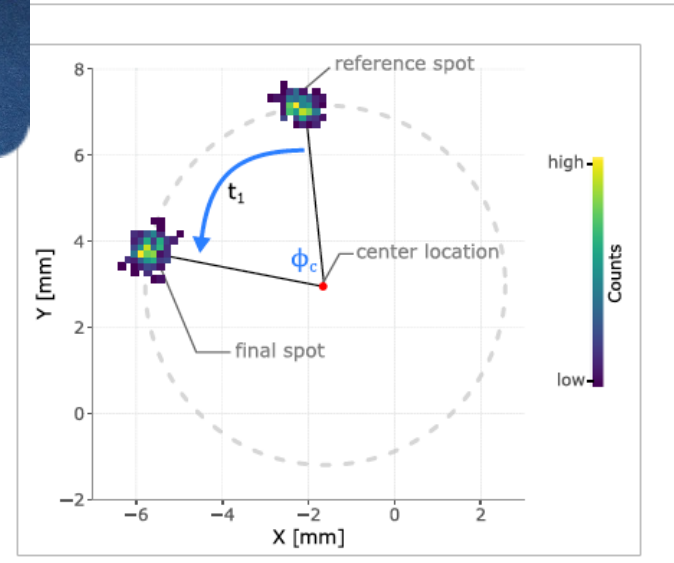 reference spot
8
6
4
2
0
−2
Y [mm]
t₁
ϕc
center location
final spot
−6
−4
−2
0
2
X [mm]
high
low
Counts